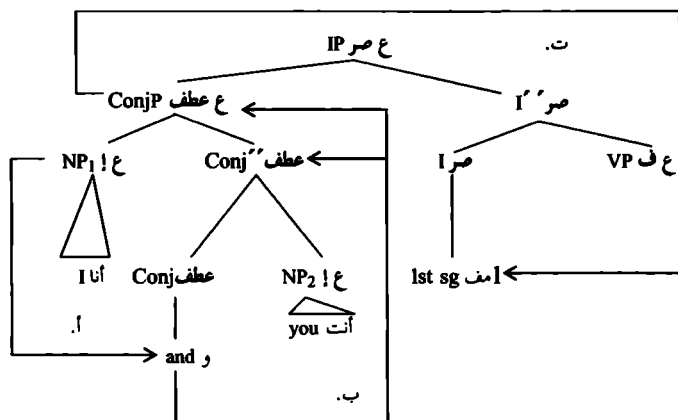 ت.
ع صر IP
ع عطف ConjP
صر I´´
ع إ NP1
عطف Conj´´
صر I
ع ف VP
أنا I
عطف Conj
ع إ NP2
1st sg أمف
أنت you
أ.
و and
ب.